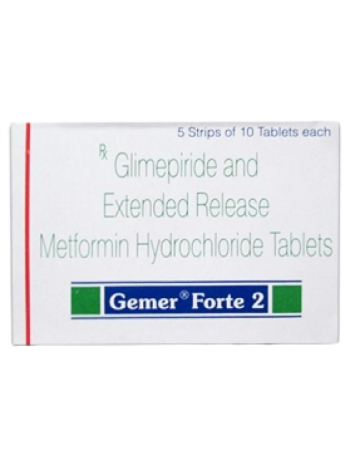 5 Strips of 10 Tablets each
℞ Glimepiride and
Extended Release
Metformin Hydrochloride Tablets
Gemer® Forte 2